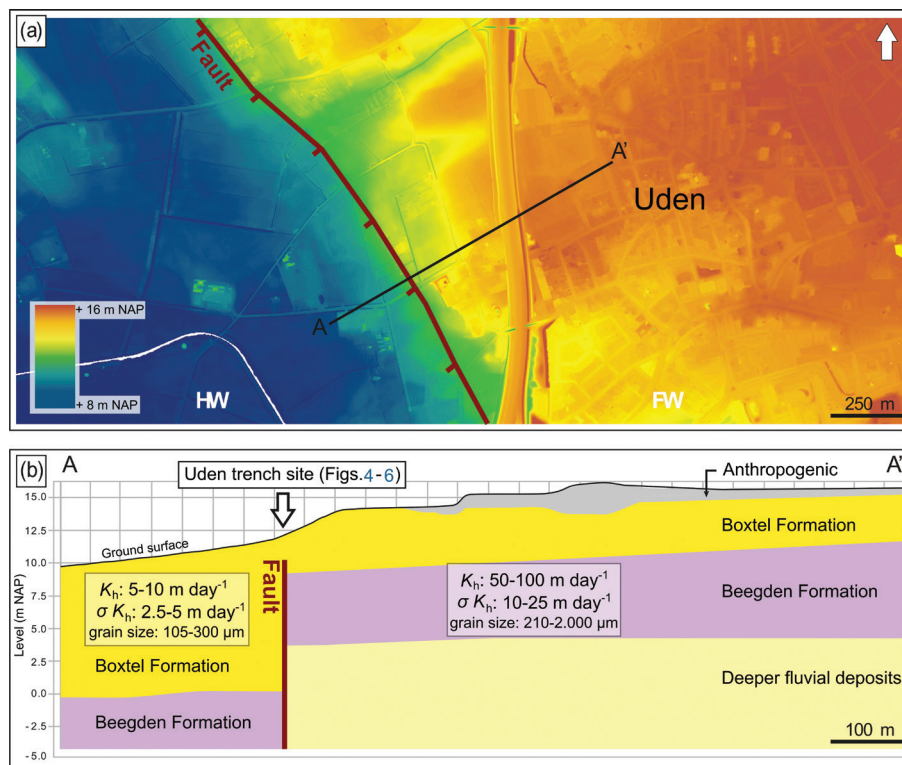 (a)
Fault
A'
Uden
A
+ 16 m NAP
+ 8 m NAP
HW
FW
250 m
(b)
A
Uden trench site (Figs.4-6)
Anthropogenic
A'
15.0
12.5
10.0
7.5
5.0
2.5
0.0
-2.5
-5.0
Level (m NAP)
Ground surface
Kh: 5-10 m day-1
σ Kh: 2.5-5 m day-1
grain size: 105-300 µm
Boxtel Formation
Beegden Formation
Fault
Kh: 50-100 m day-1
σ Kh: 10-25 m day-1
grain size: 210-2.000 µm
Boxtel Formation
Beegden Formation
Deeper fluvial deposits
100 m